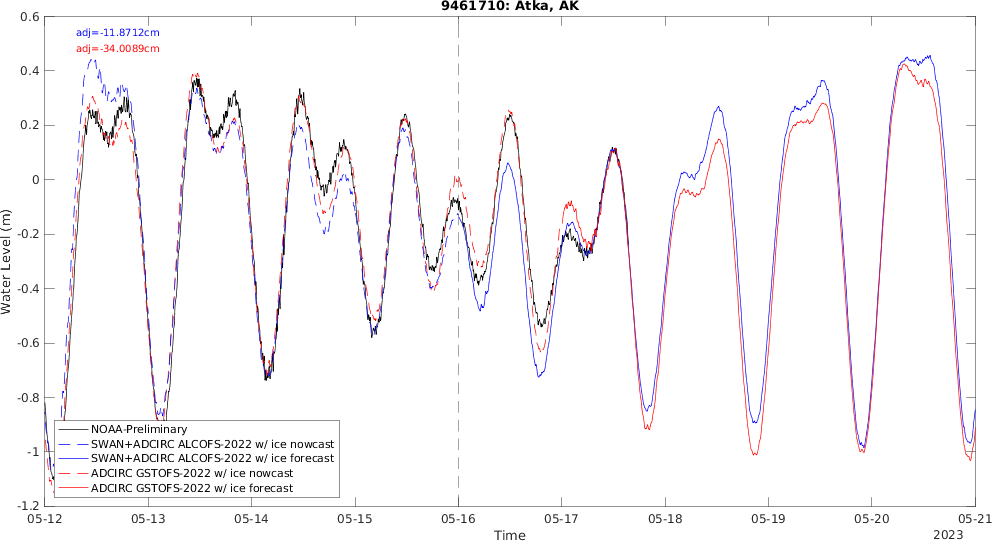 9461710: Atka, AK
adj=-11.8712cm
adj=-34.0089cm
Water Level (m)
0.6
0.4
0.2
0
-0.2
-0.4
-0.6
-0.8
-1
-1.2
NOAA-Preliminary
SWAN+ADCIRC ALCOFS-2022 w/ ice nowcast
SWAN+ADCIRC ALCOFS-2022 w/ ice forecast
ADCIRC GSTOFS-2022 w/ ice nowcast
ADCIRC GSTOFS-2022 w/ ice forecast
05-12 05-13 05-14 05-15 05-16 05-17 05-18 05-19 05-20 05-21
Time
2023